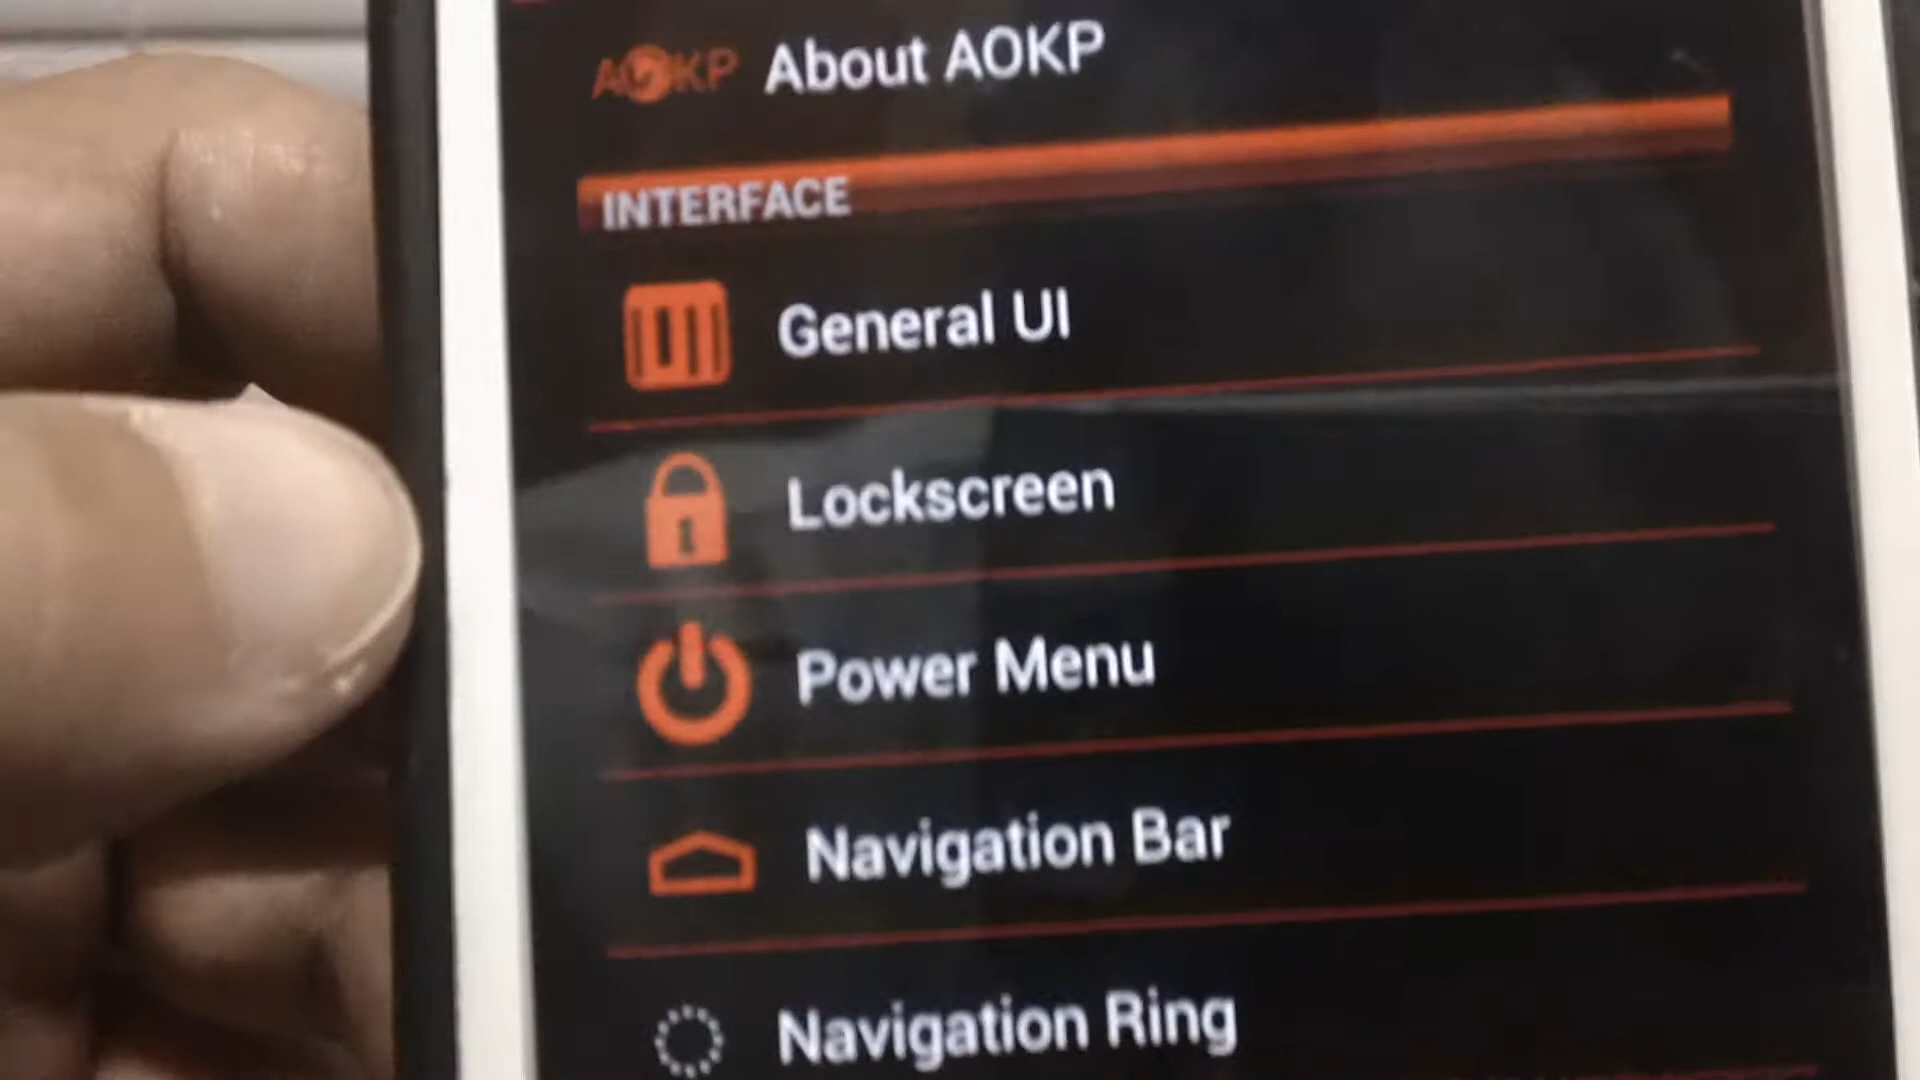 AOKP About AOKP
INTERFACE
General UI
Lockscreen
Power Menu
Navigation Bar
Navigation Ring